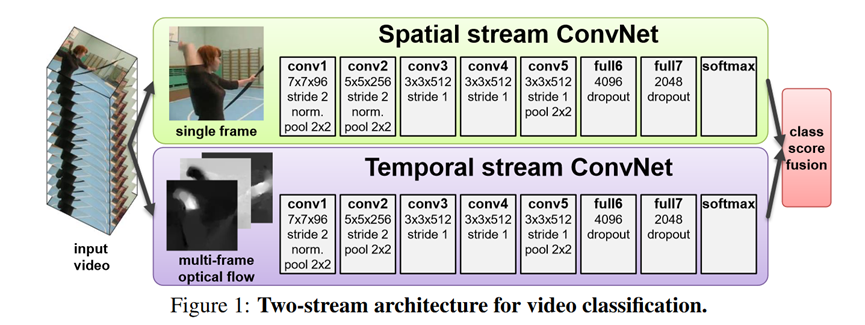 Spatial stream ConvNet
single frame
conv1
7x7x96
stride 2
norm.
pool 2x2
conv2
5x5x256
stride 2
norm.
pool 2x2
conv3
3x3x512
stride 1
conv4
3x3x512
stride 1
conv5
3x3x512
stride 1
pool 2x2
full6
4096
dropout
full7
2048
dropout
softmax
input
video
Temporal stream ConvNet
multi-frame
optical flow
conv1
7x7x96
stride 2
norm.
pool 2x2
conv2
5x5x256
stride 2
pool 2x2
conv3
3x3x512
stride 1
conv4
3x3x512
stride 1
conv5
3x3x512
stride 1
pool 2x2
full6
4096
dropout
full7
2048
dropout
softmax
class
score
fusion
Figure 1: Two-stream architecture for video classification.